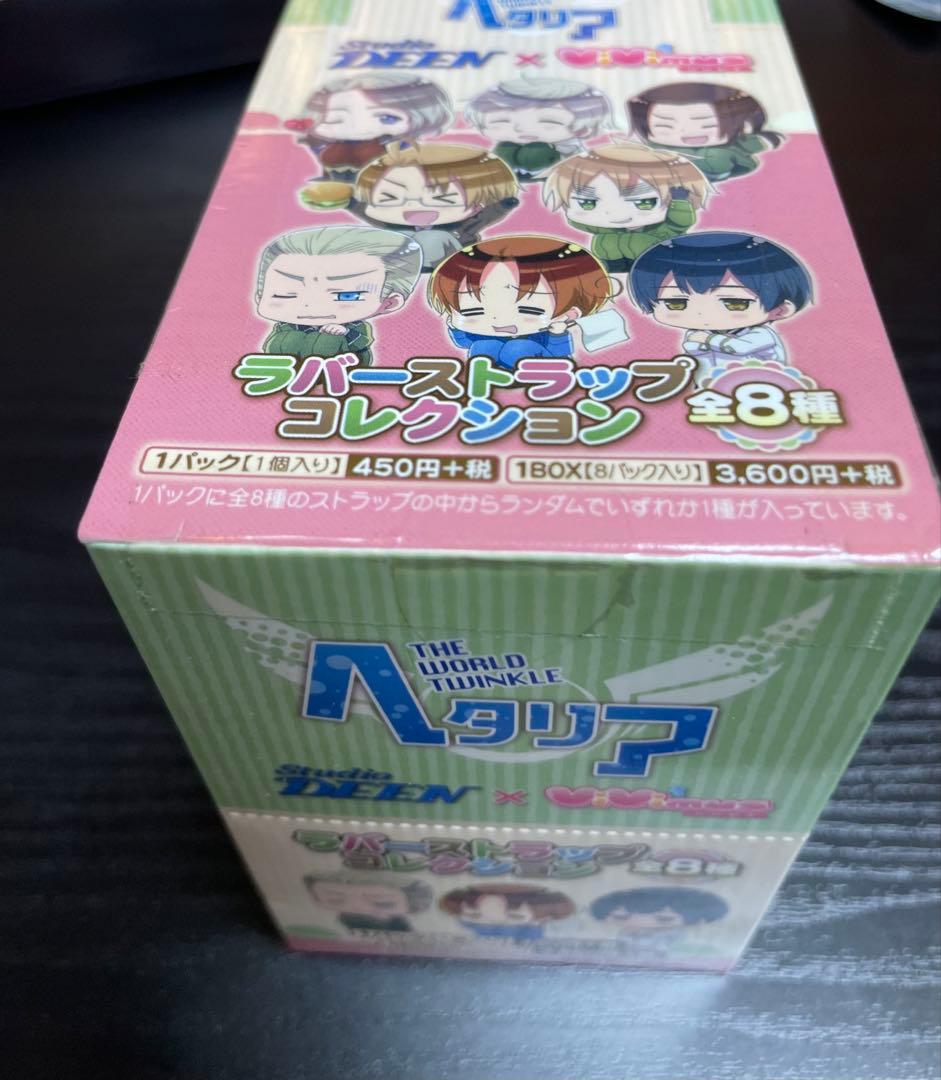 ヘタリア
Studio
DEEN × ViVimus
ラバーストラップ
コレクション
全8種
1パック【1個入り】 450円+税 1BOX【8パック入り】 3,600円+税
1パックに全8種のストラップの中からランダムでいずれか1種が入っています。
THE
WORLD
TWINKLE
ヘタリア
Studio
DEEN × ViVimus
ラバーストラップ
コレクション
全8種